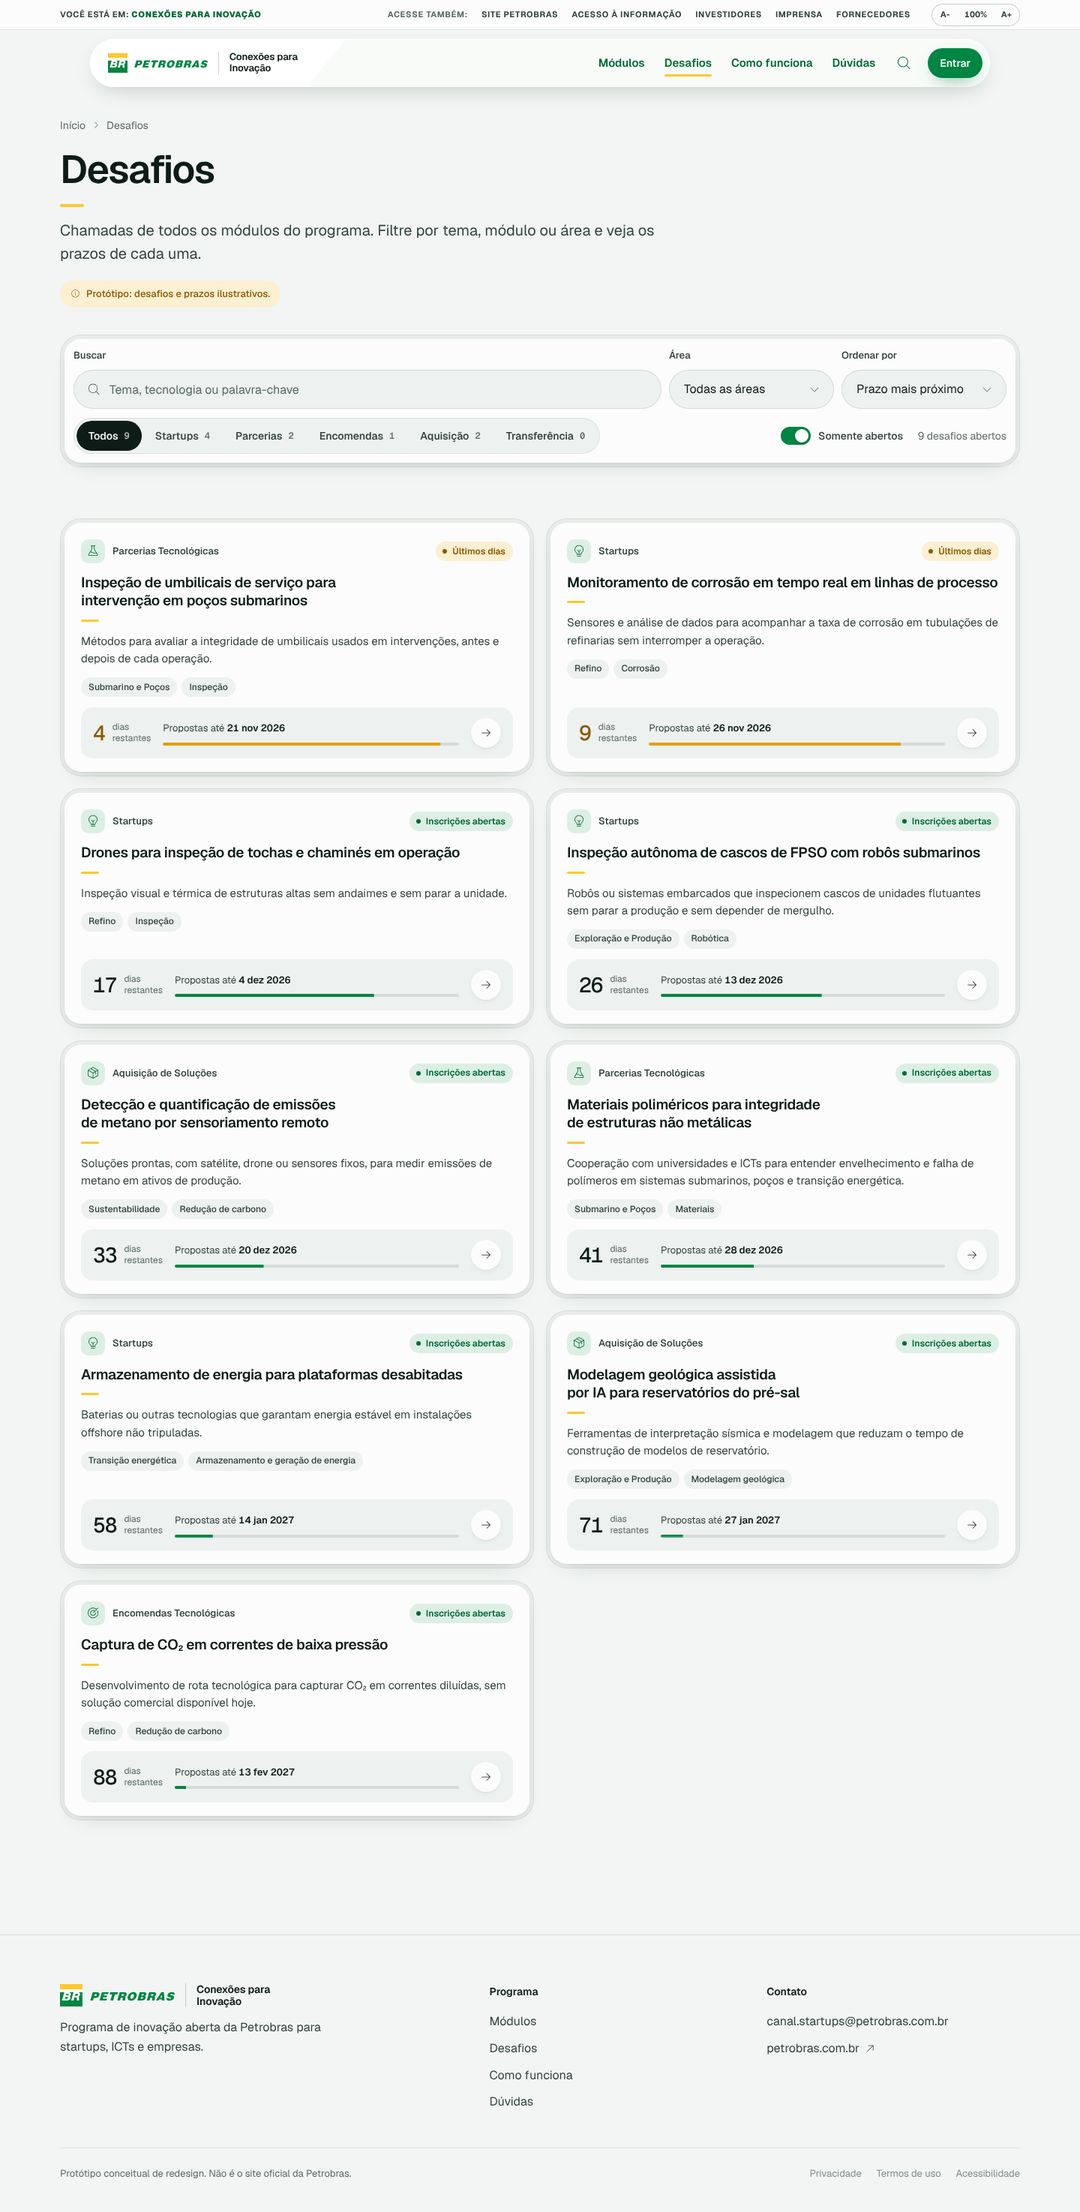 VOCÊ ESTÁ EM: CONEXÕES PARA INOVAÇÃO
ACESSE TAMBÉM: SITE PETROBRAS ACESSO À INFORMAÇÃO INVESTIDORES IMPRENSA FORNECEDORES A- 100% A+
BR PETROBRAS
Conexões para
Inovação
Módulos Desafios Como funciona Dúvidas Entrar
Início Desafios
Desafios
Chamadas de todos os módulos do programa. Filtre por tema, módulo ou área e veja os
prazos de cada uma.
Protótipo: desafios e prazos ilustrativos.
Buscar Área Ordenar por
Tema, tecnologia ou palavra-chave Todas as áreas Prazo mais próximo
Todos 9 Startups 4 Parcerias 2 Encomendas 1 Aquisição 2 Transferência 0 Somente abertos 9 desafios abertos
Parcerias Tecnológicas Últimos dias
Inspeção de umbilicais de serviço para
intervenção em poços submarinos
Métodos para avaliar a integridade de umbilicais usados em intervenções, antes e
depois de cada operação.
Submarino e Poços Inspeção
4 dias
restantes
Propostas até 21 nov 2026
Startups Últimos dias
Monitoramento de corrosão em tempo real em linhas de processo
Sensores e análise de dados para acompanhar a taxa de corrosão em tubulações de
refinarias sem interromper a operação.
Refino Corrosão
9 dias
restantes
Propostas até 26 nov 2026
Startups Inscrições abertas
Drones para inspeção de tochas e chaminés em operação
Inspeção visual e térmica de estruturas altas sem andaimes e sem parar a unidade.
Refino Inspeção
17 dias
restantes
Propostas até 4 dez 2026
Startups Inscrições abertas
Inspeção autônoma de cascos de FPSO com robôs submarinos
Robôs ou sistemas embarcados que inspecionem cascos de unidades flutuantes
sem parar a produção e sem depender de mergulho.
Exploração e Produção Robótica
26 dias
restantes
Propostas até 13 dez 2026
Aquisição de Soluções Inscrições abertas
Detecção e quantificação de emissões
de metano por sensoriamento remoto
Soluções prontas, com satélite, drone ou sensores fixos, para medir emissões de
metano em ativos de produção.
Sustentabilidade Redução de carbono
33 dias
restantes
Propostas até 20 dez 2026
Parcerias Tecnológicas Inscrições abertas
Materiais poliméricos para integridade
de estruturas não metálicas
Cooperação com universidades e ICTs para entender envelhecimento e falha de
polímeros em sistemas submarinos, poços e transição energética.
Submarino e Poços Materiais
41 dias
restantes
Propostas até 28 dez 2026
Startups Inscrições abertas
Armazenamento de energia para plataformas desabitadas
Baterias ou outras tecnologias que garantam energia estável em instalações
offshore não tripuladas.
Transição energética Armazenamento e geração de energia
58 dias
restantes
Propostas até 14 jan 2027
Aquisição de Soluções Inscrições abertas
Modelagem geológica assistida
por IA para reservatórios do pré-sal
Ferramentas de interpretação sísmica e modelagem que reduzam o tempo de
construção de modelos de reservatório.
Exploração e Produção Modelagem geológica
71 dias
restantes
Propostas até 27 jan 2027
Encomendas Tecnológicas Inscrições abertas
Captura de CO₂ em correntes de baixa pressão
Desenvolvimento de rota tecnológica para capturar CO₂ em correntes diluídas, sem
solução comercial disponível hoje.
Refino Redução de carbono
88 dias
restantes
Propostas até 13 fev 2027
BR PETROBRAS
Conexões para
Inovação
Programa de inovação aberta da Petrobras para
startups, ICTs e empresas.
Programa
Módulos
Desafios
Como funciona
Dúvidas
Contato
canal.startups@petrobras.com.br
petrobras.com.br
Protótipo conceitual de redesign. Não é o site oficial da Petrobras.
Privacidade Termos de uso Acessibilidade